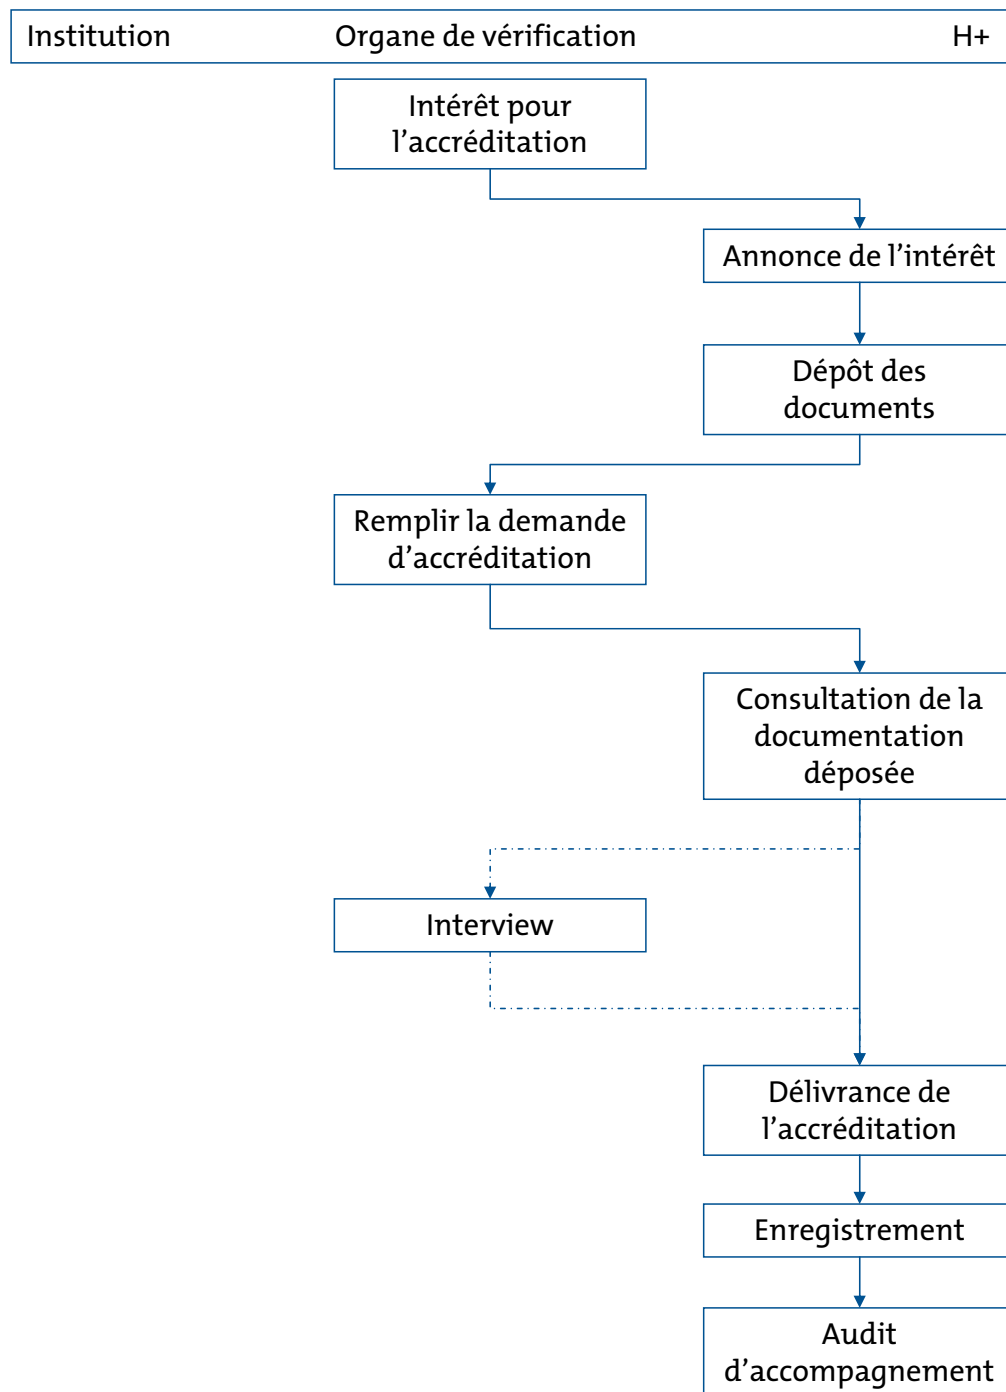 Institution Organe de vérification H+
Intérêt pour
l’accréditation
Annonce de l’intérêt
Dépôt des
documents
Remplir la demande
d’accréditation
Consultation de la
documentation
déposée
Interview
Délivrance de
l’accréditation
Enregistrement
Audit
d’accompagnement